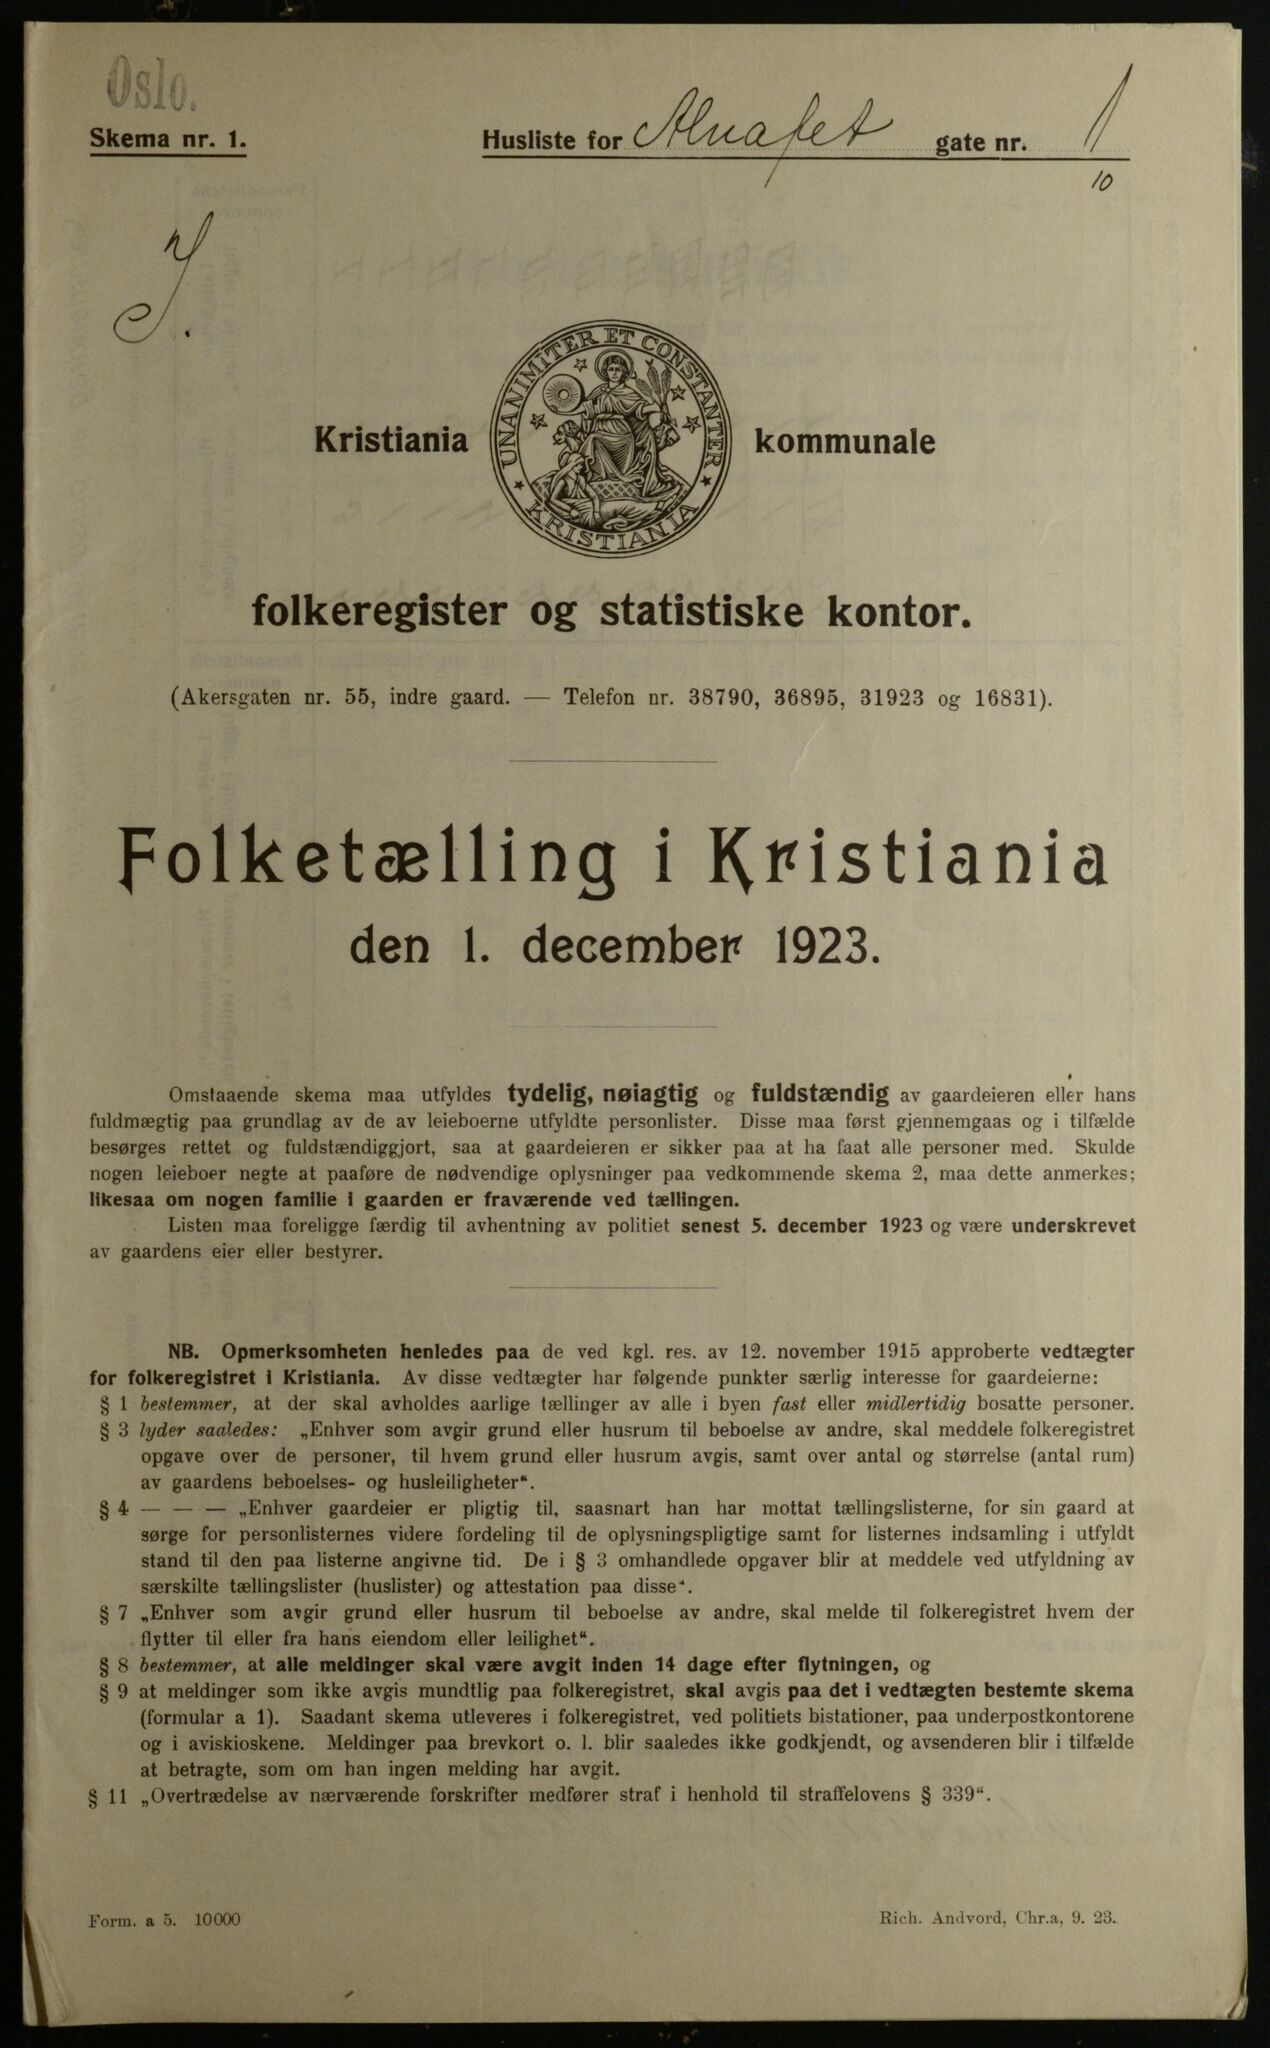 Oslo.
Skema nr. 1.
Husliste for Alnafet gate nr. 1
10
J.
UNANIMITER ET CONSTANTER
KRISTIANIA
Kristiania kommunale
folkeregister og statistiske kontor.
(Akersgaten nr. 55, indre gaard. — Telefon nr. 38790, 36895, 31923 og 16831).
Folketælling i Kristiania
den 1. december 1923.
Omstaaende skema maa utfyldes tydelig, nøiagtig og fuldstændig av gaardeieren eller hans
fuldmægtig paa grundlag av de av leieboerne utfyldte personlister. Disse maa først gjennemgaas og i tilfælde
besørges rettet og fuldstændiggjort, saa at gaardeieren er sikker paa at ha faat alle personer med. Skulde
nogen leieboer negte at paaføre de nødvendige oplysninger paa vedkommende skema 2, maa dette anmerkes;
likesaa om nogen familie i gaarden er fraværende ved tællingen.
Listen maa foreligge færdig til avhentning av politiet senest 5. december 1923 og være underskrevet
av gaardens eier eller bestyrer.
NB. Opmerksomheten henledes paa de ved kgl. res. av 12. november 1915 approberte vedtægter
for folkeregistret i Kristiania. Av disse vedtægter har følgende punkter særlig interesse for gaardeierne:
§ 1 bestemmer, at der skal avholdes aarlige tællinger av alle i byen fast eller midlertidig bosatte personer.
§ 3 lyder saaledes: „Enhver som avgir grund eller husrum til beboelse av andre, skal meddele folkeregistret
opgave over de personer, til hvem grund eller husrum avgis, samt over antal og størrelse (antal rum)
av gaardens beboelses- og husleiligheter“.
§ 4 — — — „Enhver gaardeier er pligtig til, saasnart han har mottat tællingslisterne, for sin gaard at
sørge for personlisternes videre fordeling til de oplysningspligtige samt for listernes indsamling i utfyldt
stand til den paa listerne angivne tid. De i § 3 omhandlede opgaver blir at meddele ved utfyldning av
særskilte tællingslister (huslister) og attestation paa disse“.
§ 7 „Enhver som avgir grund eller husrum til beboelse av andre, skal melde til folkeregistret hvem der
flytter til eller fra hans eiendom eller leilighet“.
§ 8 bestemmer, at alle meldinger skal være avgit inden 14 dage efter flytningen, og
§ 9 at meldinger som ikke avgis mundtlig paa folkeregistret, skal avgis paa det i vedtægten bestemte skema
(formular a 1). Saadant skema utleveres i folkeregistret, ved politiets bistationer, paa underpostkontorene
og i aviskioskene. Meldinger paa brevkort o. l. blir saaledes ikke godkjendt, og avsenderen blir i tilfælde
at betragte, som om han ingen melding har avgit.
§ 11 „Overtrædelse av nærværende forskrifter medfører straf i henhold til straffelovens § 339“.
Form. a 5. 10000
Rich. Andvord, Chr.a, 9. 23.